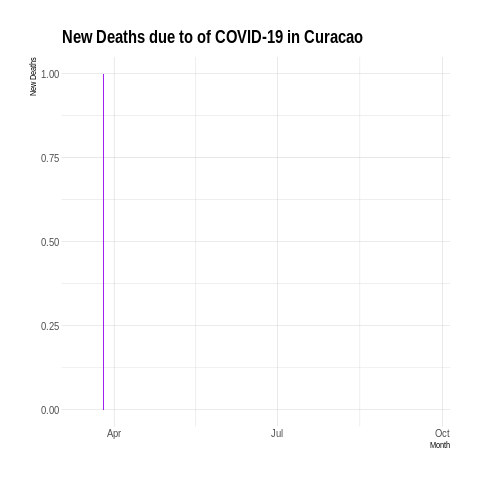 New Deaths due to of COVID-19 in Curacao
New Deaths
1.00
0.75
0.50
0.25
0.00
Apr
Jul
Oct
Month